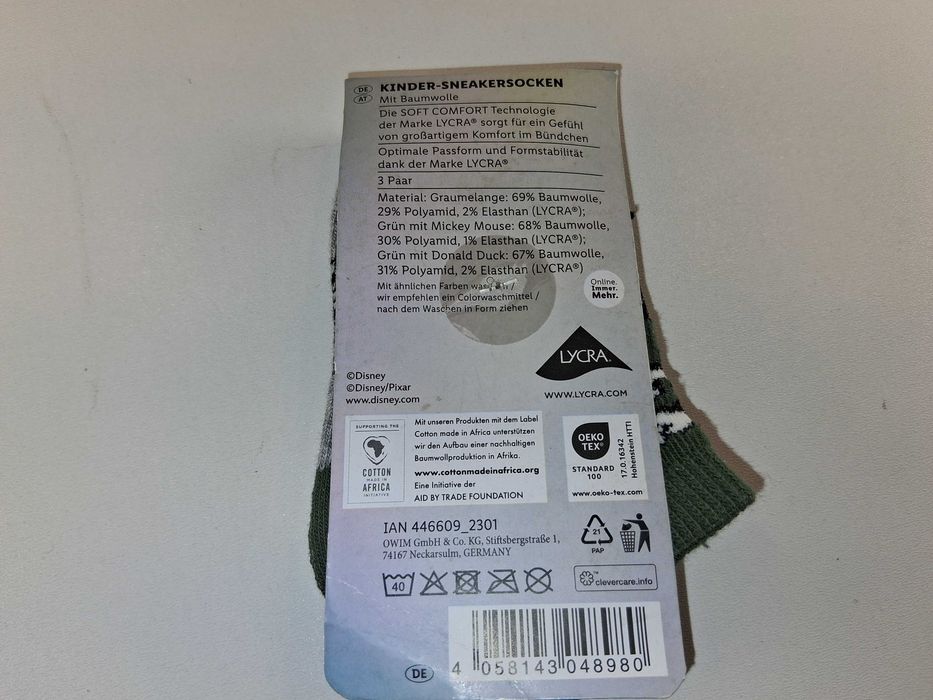 DE KINDER-SNEAKERSOCKEN
AT Mit Baumwolle
Die SOFT COMFORT Technologie
der Marke LYCRA® sorgt für ein Gefühl
von großartigem Komfort im Bündchen
Optimale Passform und Formstabilität
dank der Marke LYCRA®
3 Paar
Material: Graumelange: 69% Baumwolle,
29% Polyamid, 2% Elasthan (LYCRA®);
Grün mit Mickey Mouse: 68% Baumwolle,
30% Polyamid, 1% Elasthan (LYCRA®);
Grün mit Donald Duck: 67% Baumwolle,
31% Polyamid, 2% Elasthan (LYCRA®)
Mit ähnlichen Farben waschen /
wir empfehlen ein Colorwaschmittel /
nach dem Waschen in Form ziehen
Online.
Immer.
Mehr.
LYCRA®
WWW.LYCRA.COM
©Disney
©Disney/Pixar
www.disney.com
SUPPORTING THE
COTTON
MADE IN
AFRICA
INITIATIVE
Mit unseren Produkten mit dem Label
Cotton made in Africa unterstützen
wir den Aufbau einer nachhaltigen
Baumwollproduktion in Afrika.
www.cottonmadeinafrica.org
Eine Initiative der
AID BY TRADE FOUNDATION
OEKO
TEX®
STANDARD
100
17.0.16342
Hohenstein HTTI
www.oeko-tex.com
IAN 446609_2301
OWIM GmbH & Co. KG, Stiftsbergstraße 1,
74167 Neckarsulm, GERMANY
21
PAP
40
™clevercare.info
DE
4 058143 048980